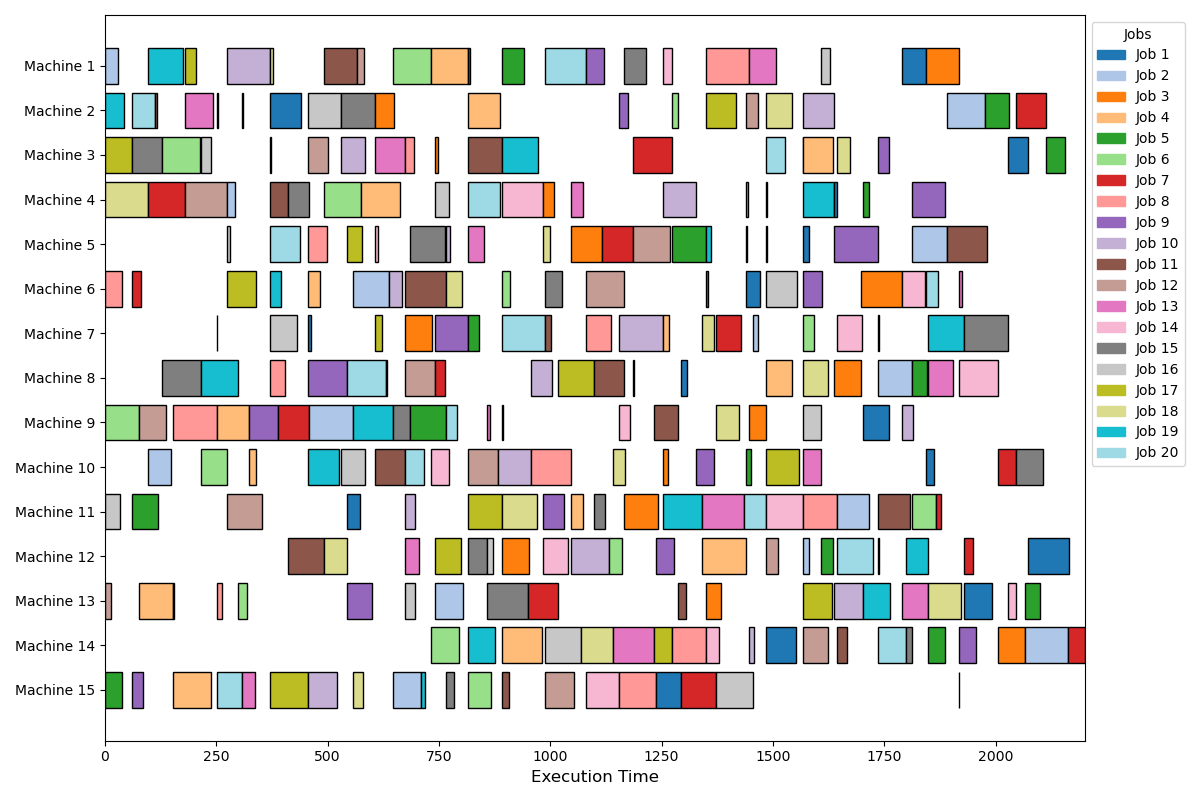 Machine 1
Machine 2
Machine 3
Machine 4
Machine 5
Machine 6
Machine 7
Machine 8
Machine 9
Machine 10
Machine 11
Machine 12
Machine 13
Machine 14
Machine 15
0 250 500 750 1000 1250 1500 1750 2000
Execution Time
Jobs
Job 1
Job 2
Job 3
Job 4
Job 5
Job 6
Job 7
Job 8
Job 9
Job 10
Job 11
Job 12
Job 13
Job 14
Job 15
Job 16
Job 17
Job 18
Job 19
Job 20